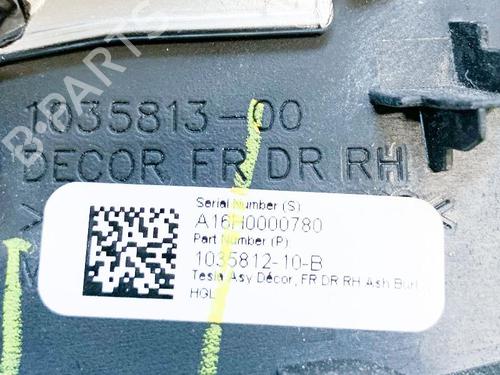 B-PARTS
1035813-00
DECOR FR DR RH
Serial Number (S)
A16H0000780
Part Number (P)
1035812-10-B
Tesla Asy Décor, FR DR RH Ash Burl
HGL